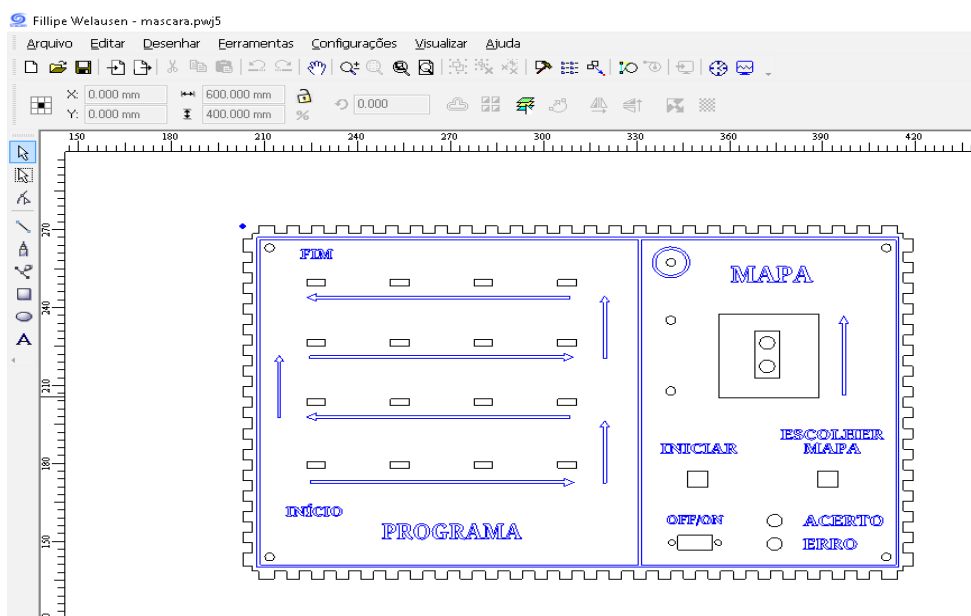 Fillipe Welausen - mascara.pwj5
Arquivo Editar Desenhar Ferramentas Configurações Visualizar Ajuda
X: 0.000 mm 600.000 mm
Y: 0.000 mm 400.000 mm % 0.000
150 180 210 240 270 300 330 360 390 420
270
240
210
180
150
FIM
MAPA
INICIAR
ESCOLHER
MAPA
INÍCIO
PROGRAMA
OFF/ON
ACERTO
ERRO